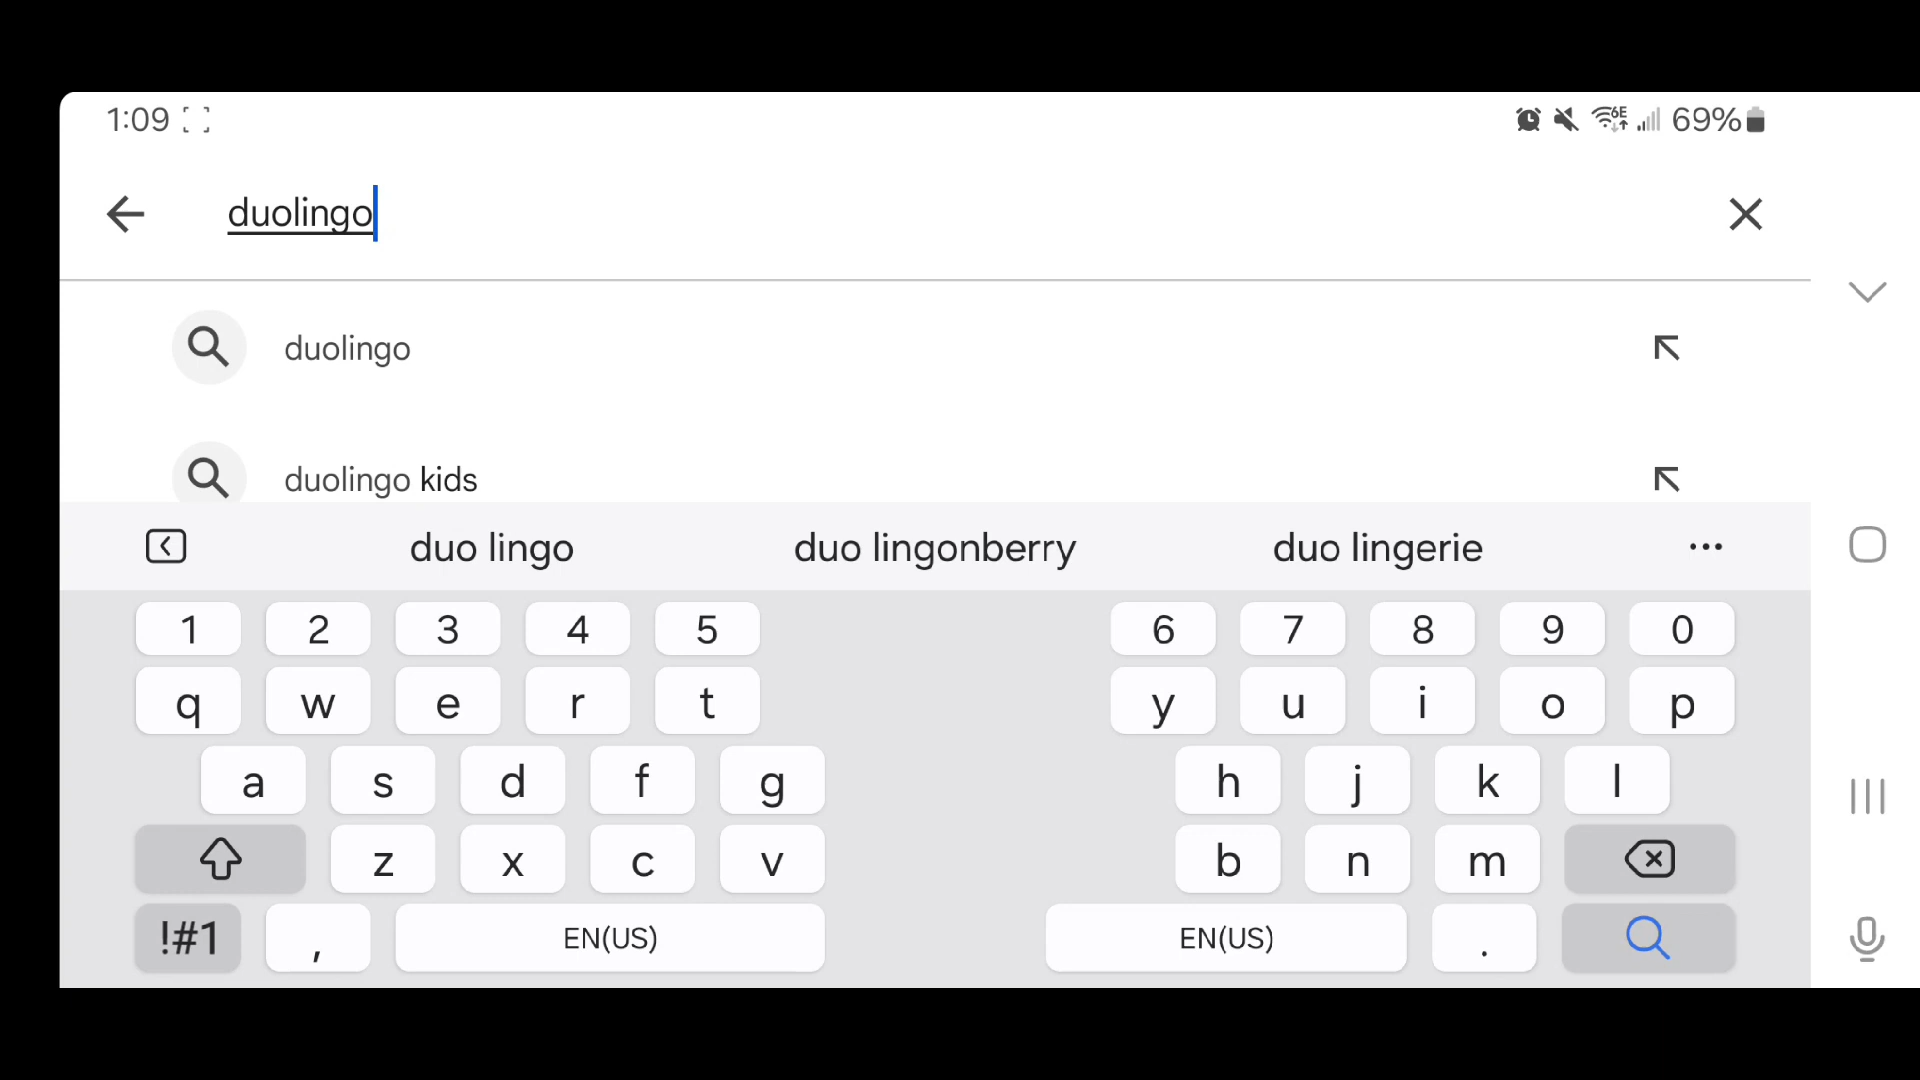 1:09 6E 69%
duolingo
duolingo
duolingo kids
duo lingo duo lingonberry duo lingerie ...
1 2 3 4 5 6 7 8 9 0
q w e r t y u i o p
a s d f g h j k l
z x c v b n m
!#1 , EN(US) EN(US) .